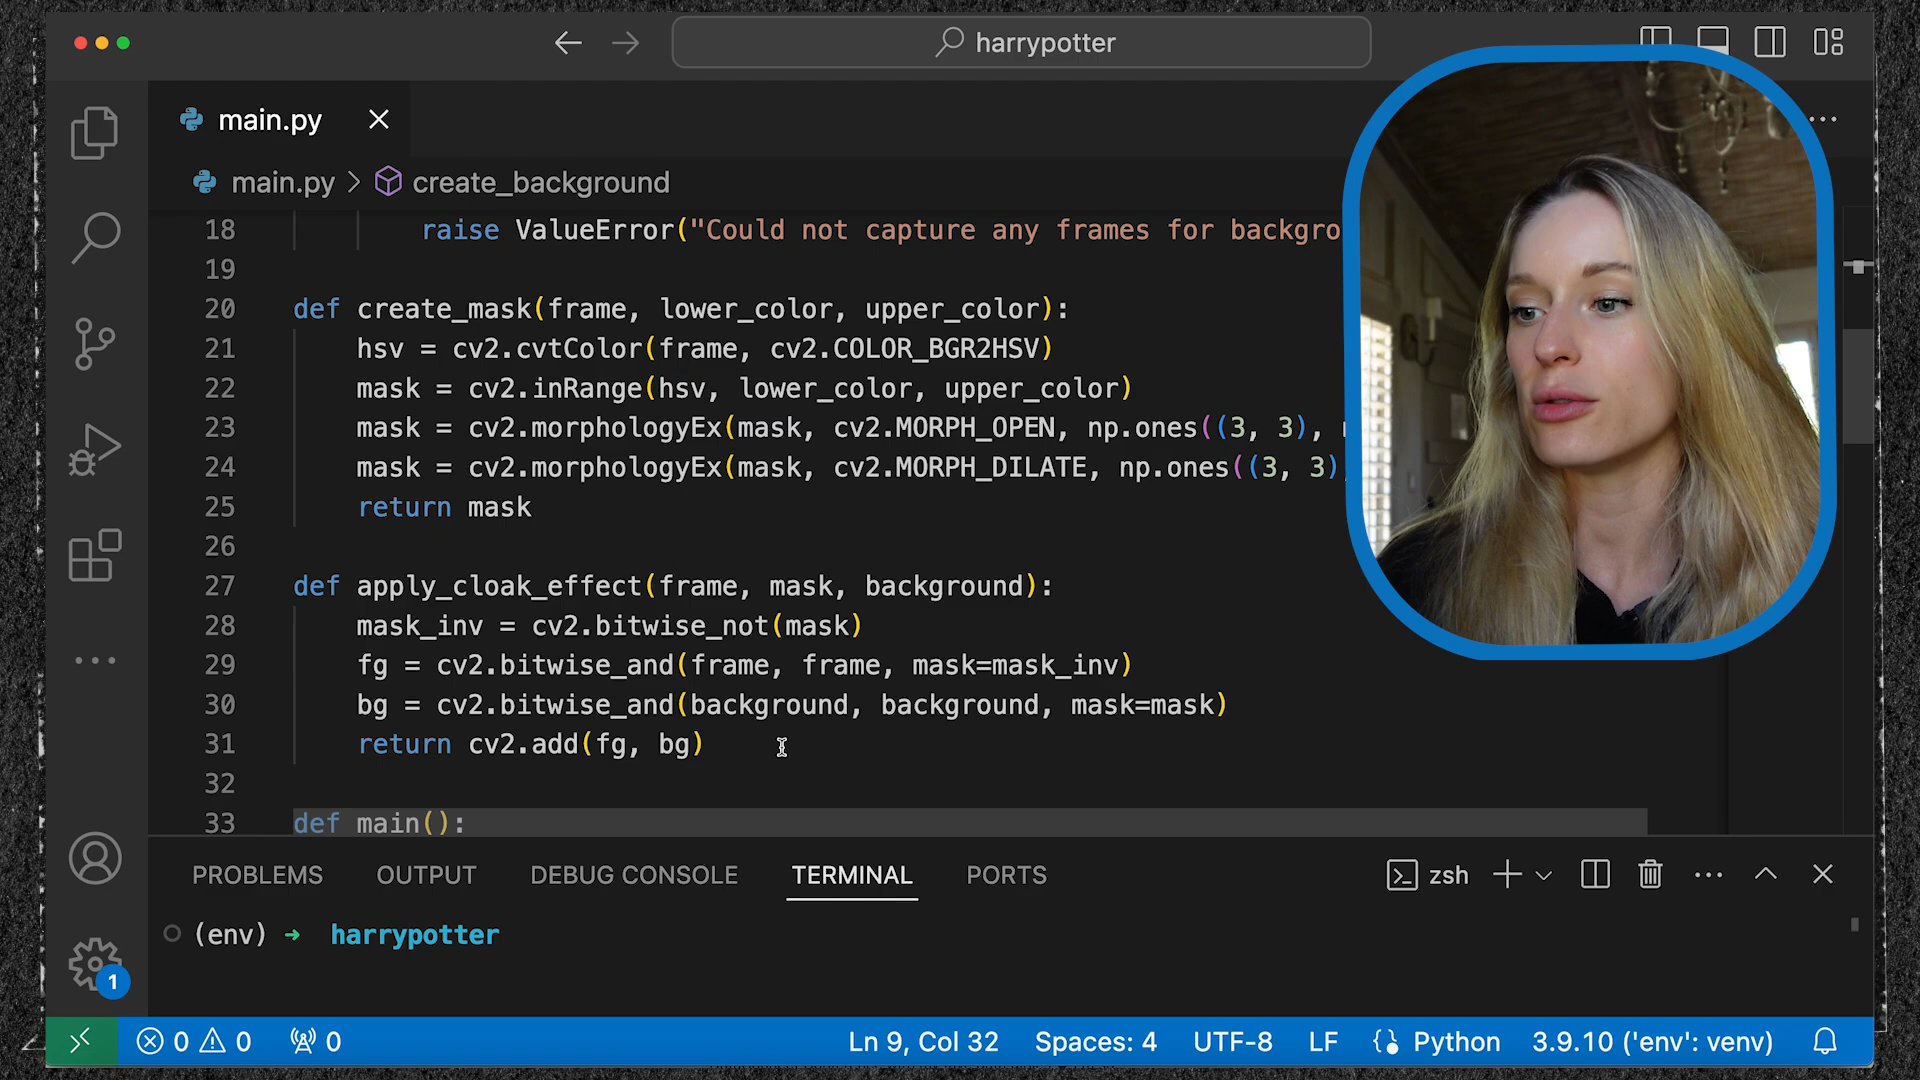 harrypotter
main.py
main.py > create_background
18 raise ValueError("Could not capture any frames for backgro
19
20 def create_mask(frame, lower_color, upper_color):
21 hsv = cv2.cvtColor(frame, cv2.COLOR_BGR2HSV)
22 mask = cv2.inRange(hsv, lower_color, upper_color)
23 mask = cv2.morphologyEx(mask, cv2.MORPH_OPEN, np.ones((3, 3),
24 mask = cv2.morphologyEx(mask, cv2.MORPH_DILATE, np.ones((3, 3)
25 return mask
26
27 def apply_cloak_effect(frame, mask, background):
28 mask_inv = cv2.bitwise_not(mask)
29 fg = cv2.bitwise_and(frame, frame, mask=mask_inv)
30 bg = cv2.bitwise_and(background, background, mask=mask)
31 return cv2.add(fg, bg)
32
33 def main():
PROBLEMS OUTPUT DEBUG CONSOLE TERMINAL PORTS zsh
(env) → harrypotter
1
0 0 0 Ln 9, Col 32 Spaces: 4 UTF-8 LF Python 3.9.10 ('env': venv)